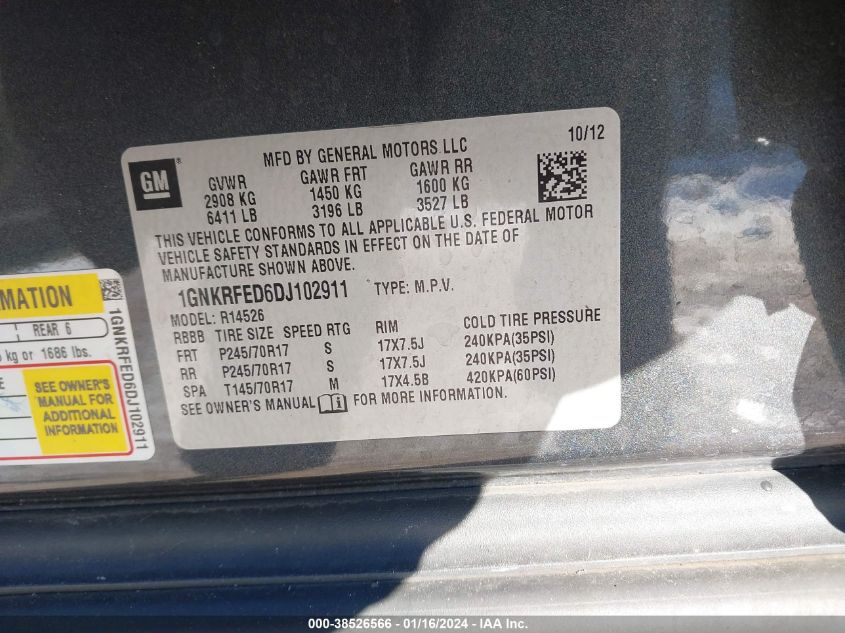 10/12
MFD BY GENERAL MOTORS LLC
GM
GVWR GAWR FRT GAWR RR
2908 KG 1450 KG 1600 KG
6411 LB 3196 LB 3527 LB
THIS VEHICLE CONFORMS TO ALL APPLICABLE U.S. FEDERAL MOTOR
VEHICLE SAFETY STANDARDS IN EFFECT ON THE DATE OF
MANUFACTURE SHOWN ABOVE.
1GNKRFED6DJ102911 TYPE: M.P.V.
MODEL: R14526
RBBB TIRE SIZE SPEED RTG RIM COLD TIRE PRESSURE
FRT P245/70R17 S 17X7.5J 240KPA(35PSI)
RR P245/70R17 S 17X7.5J 240KPA(35PSI)
SPA T145/70R17 M 17X4.5B 420KPA(60PSI)
SEE OWNER'S MANUAL FOR MORE INFORMATION.
MATION
REAR 6
kg or 1686 lbs.
SEE OWNER'S
MANUAL FOR
ADDITIONAL
INFORMATION
1GNKRFED6DJ102911
000-38526566 - 01/16/2024 - IAA Inc.